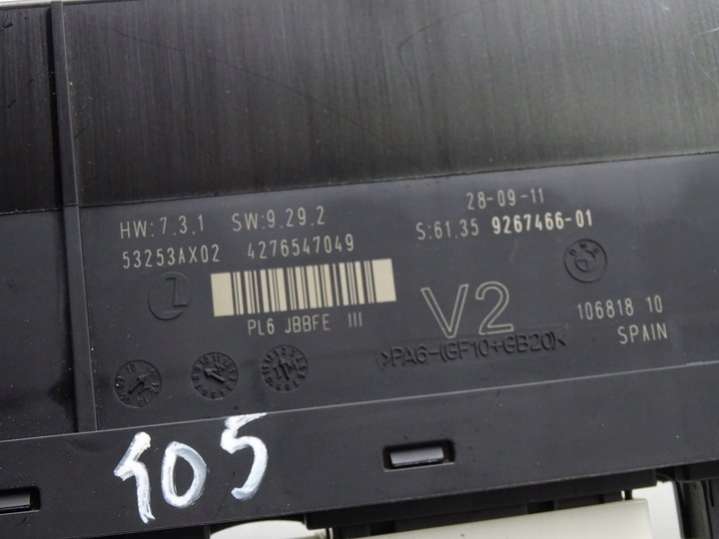 HW:7.3.1 SW:9.29.2
53253AX02 4276547049
PL6 JBBFE III
28-09-11
S:61.35 9267466-01
V2
106818 10
SPAIN
>PA6-(GF10+GB20)<
105